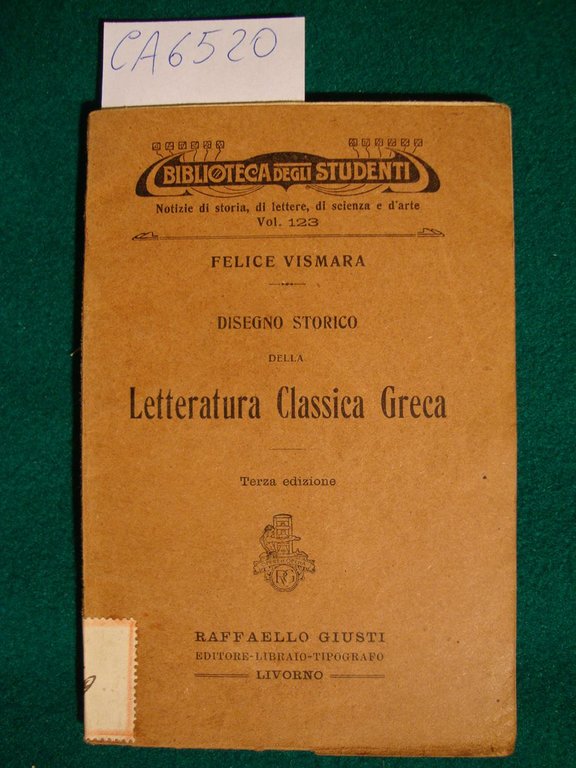 CA6520
BIBLIOTECA DEGLI STUDENTI
Notizie di storia, di lettere, di scienza e d'arte
Vol. 123
FELICE VISMARA
DISEGNO STORICO
DELLA
Letteratura Classica Greca
Terza edizione
RG
RAFFAELLO GIUSTI
EDITORE-LIBRAIO-TIPOGRAFO
LIVORNO